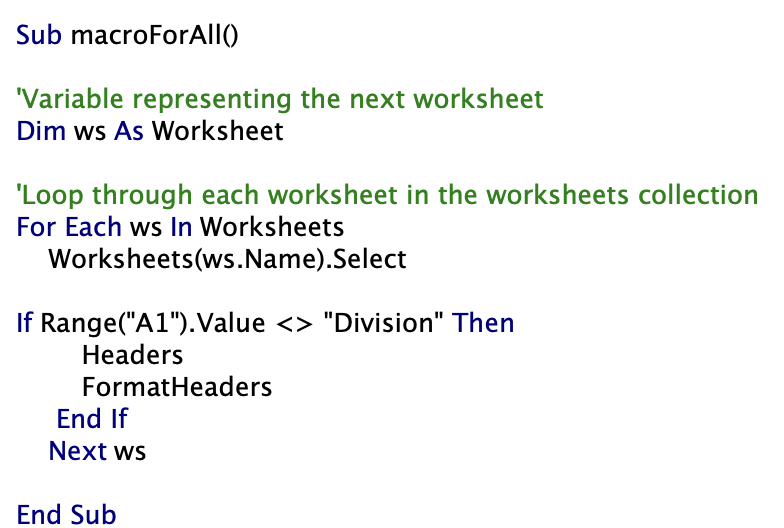 Sub macroForAll()
'Variable representing the next worksheet
Dim ws As Worksheet
'Loop through each worksheet in the worksheets collection
For Each ws In Worksheets
Worksheets(ws.Name).Select
If Range("A1").Value <> "Division" Then
Headers
FormatHeaders
End If
Next ws
End Sub